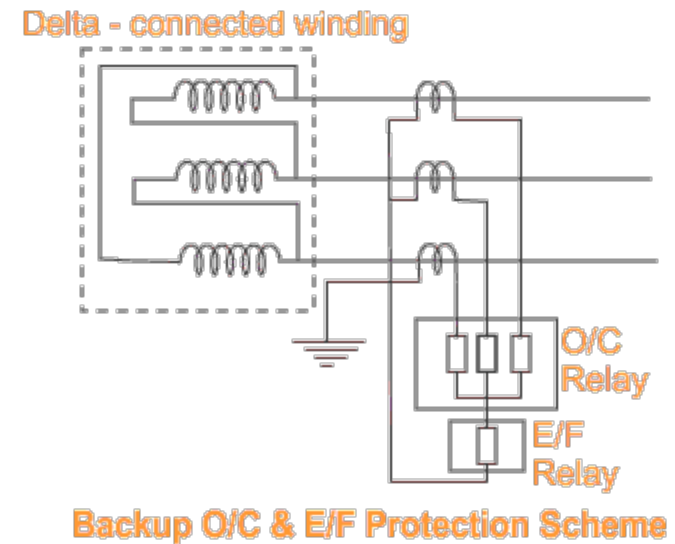 Delta - connected winding
O/C
Relay
E/F
Relay
Backup O/C & E/F Protection Scheme